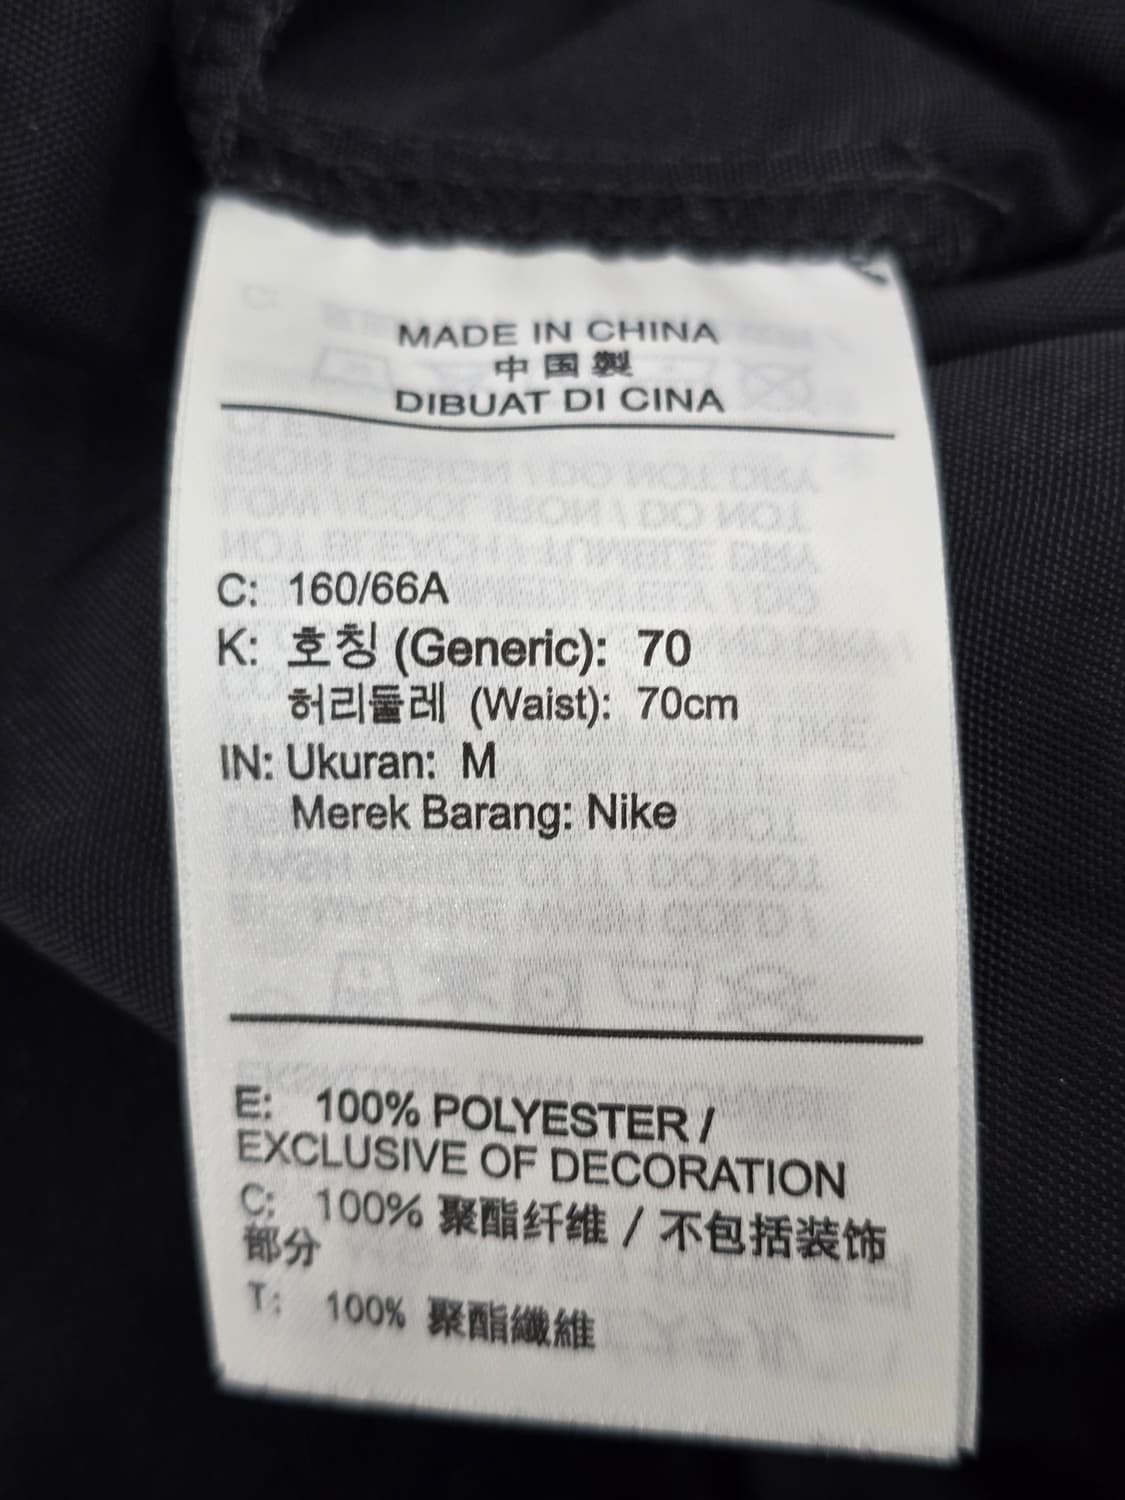 MADE IN CHINA
中国製
DIBUAT DI CINA
C: 160/66A
K: 호칭 (Generic): 70
허리둘레 (Waist): 70cm
IN: Ukuran: M
Merek Barang: Nike
E: 100% POLYESTER /
EXCLUSIVE OF DECORATION
C: 100% 聚酯纤维 / 不包括装饰
部分
T: 100% 聚酯纖維